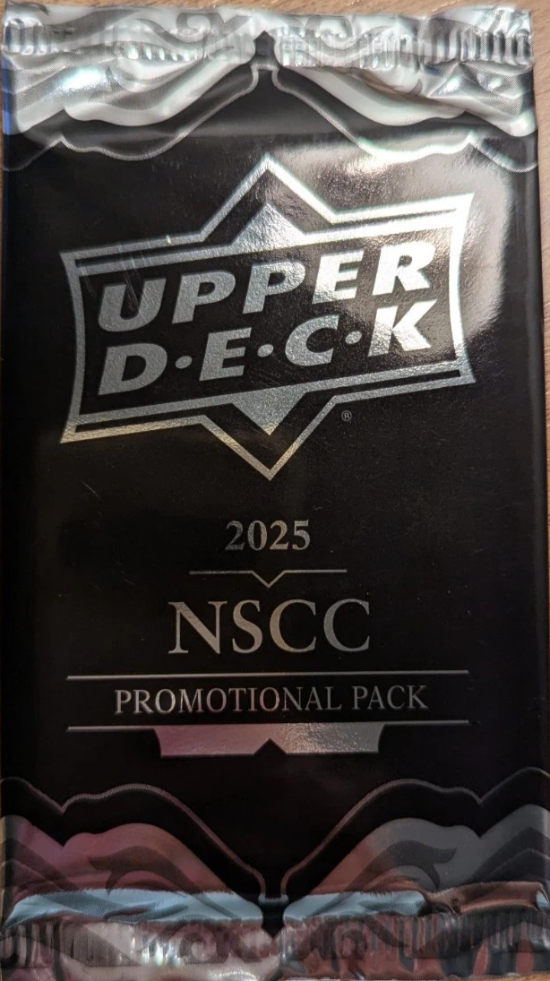 UPPER
D·E·C·K
®
2025
NSCC
PROMOTIONAL PACK